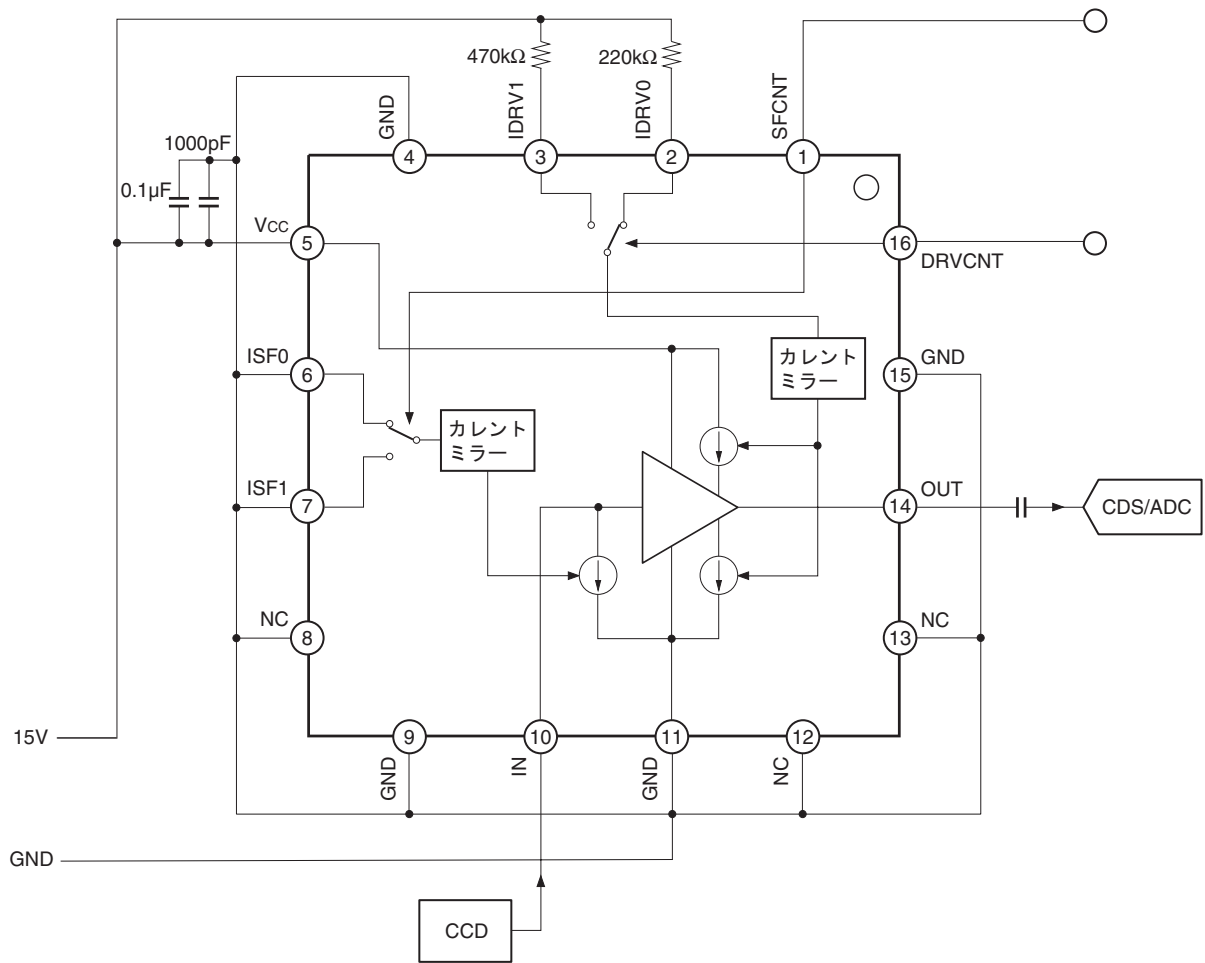 470kΩ
220kΩ
GND
IDRV1
IDRV0
SFCNT
4
3
2
1
1000pF
0.1µF
VCC
5
16
DRVCNT
カレント
ミラー
ISF0
6
GND
15
カレント
ミラー
ISF1
7
OUT
14
CDS/ADC
NC
8
NC
13
15V
9
10
11
12
GND
IN
GND
NC
GND
CCD